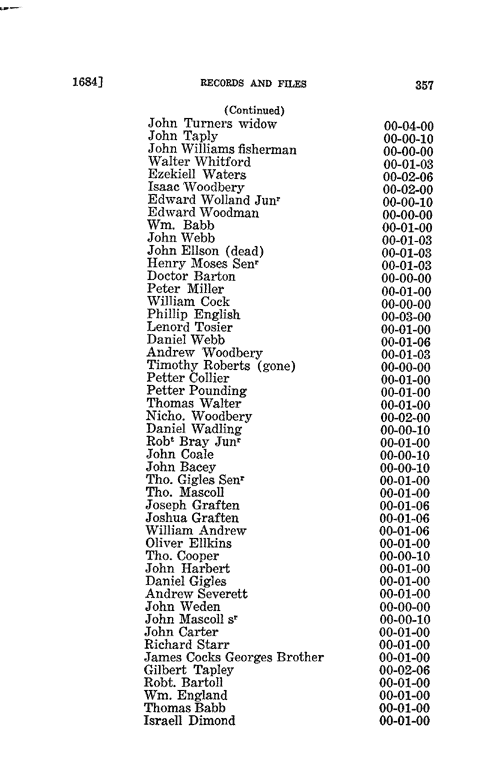 1684] RECORDS AND FILES 357
(Continued)
John Turners widow 00-04-00
John Taply 00-00-10
John Williams fisherman 00-00-00
Walter Whitford 00-01-03
Ezekiell Waters 00-02-06
Isaac Woodbery 00-02-00
Edward Wolland Junʳ 00-00-10
Edward Woodman 00-00-00
Wm. Babb 00-01-00
John Webb 00-01-03
John Ellson (dead) 00-01-03
Henry Moses Senʳ 00-01-03
Doctor Barton 00-00-00
Peter Miller 00-01-00
William Cock 00-00-00
Phillip English 00-03-00
Lenord Tosier 00-01-00
Daniel Webb 00-01-06
Andrew Woodbery 00-01-03
Timothy Roberts (gone) 00-00-00
Petter Collier 00-01-00
Petter Pounding 00-01-00
Thomas Walter 00-01-00
Nicho. Woodbery 00-02-00
Daniel Wadling 00-00-10
Robᵗ Bray Junʳ 00-01-00
John Coale 00-00-10
John Bacey 00-00-10
Tho. Gigles Senʳ 00-01-00
Tho. Mascoll 00-01-00
Joseph Graften 00-01-06
Joshua Graften 00-01-06
William Andrew 00-01-06
Oliver Ellkins 00-01-00
Tho. Cooper 00-00-10
John Harbert 00-01-00
Daniel Gigles 00-01-00
Andrew Severett 00-01-00
John Weden 00-00-00
John Mascoll sʳ 00-00-10
John Carter 00-01-00
Richard Starr 00-01-00
James Cocks Georges Brother 00-01-00
Gilbert Tapley 00-02-06
Robt. Bartoll 00-01-00
Wm. England 00-01-00
Thomas Babb 00-01-00
Israell Dimond 00-01-00